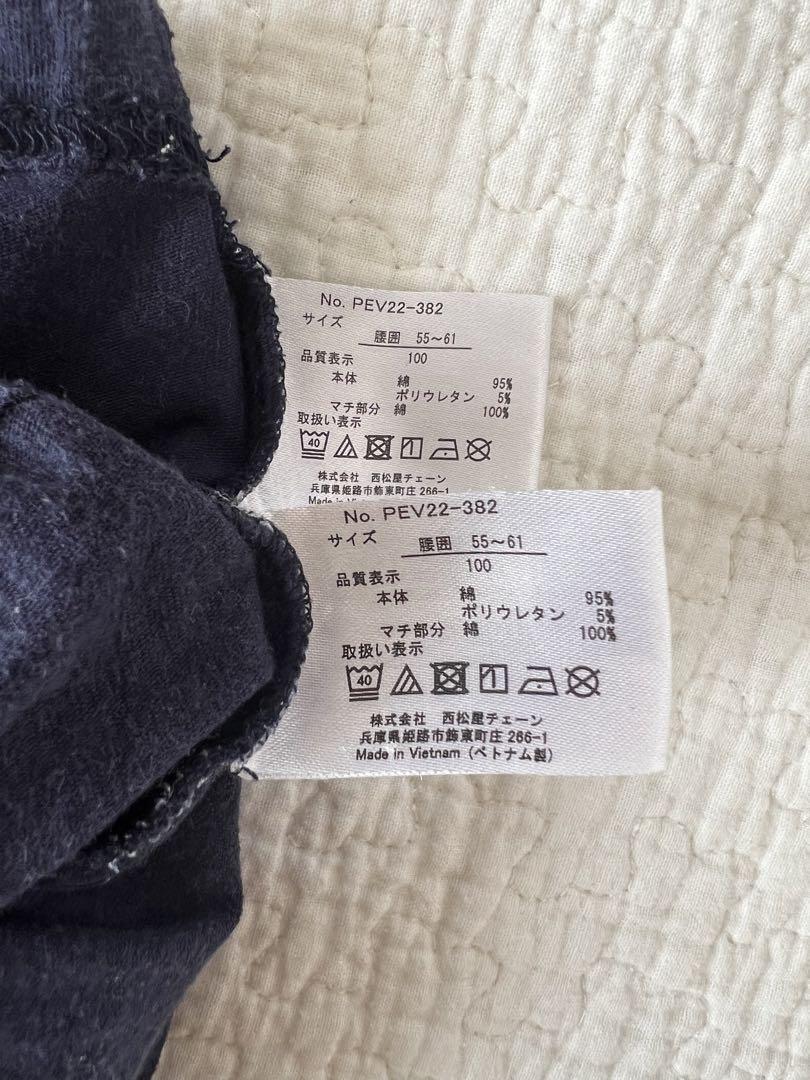 No. PEV22-382
サイズ
腰囲 55～61
100
品質表示
本体 綿 95%
ポリウレタン 5%
マチ部分 綿 100%
取扱い表示
40
株式会社 西松屋チェーン
兵庫県姫路市飾東町庄 266-1
Made in
No. PEV22-382
サイズ
腰囲 55～61
100
品質表示
本体 綿 95%
ポリウレタン 5%
マチ部分 綿 100%
取扱い表示
40
株式会社 西松屋チェーン
兵庫県姫路市飾東町庄 266-1
Made in Vietnam (ベトナム製)